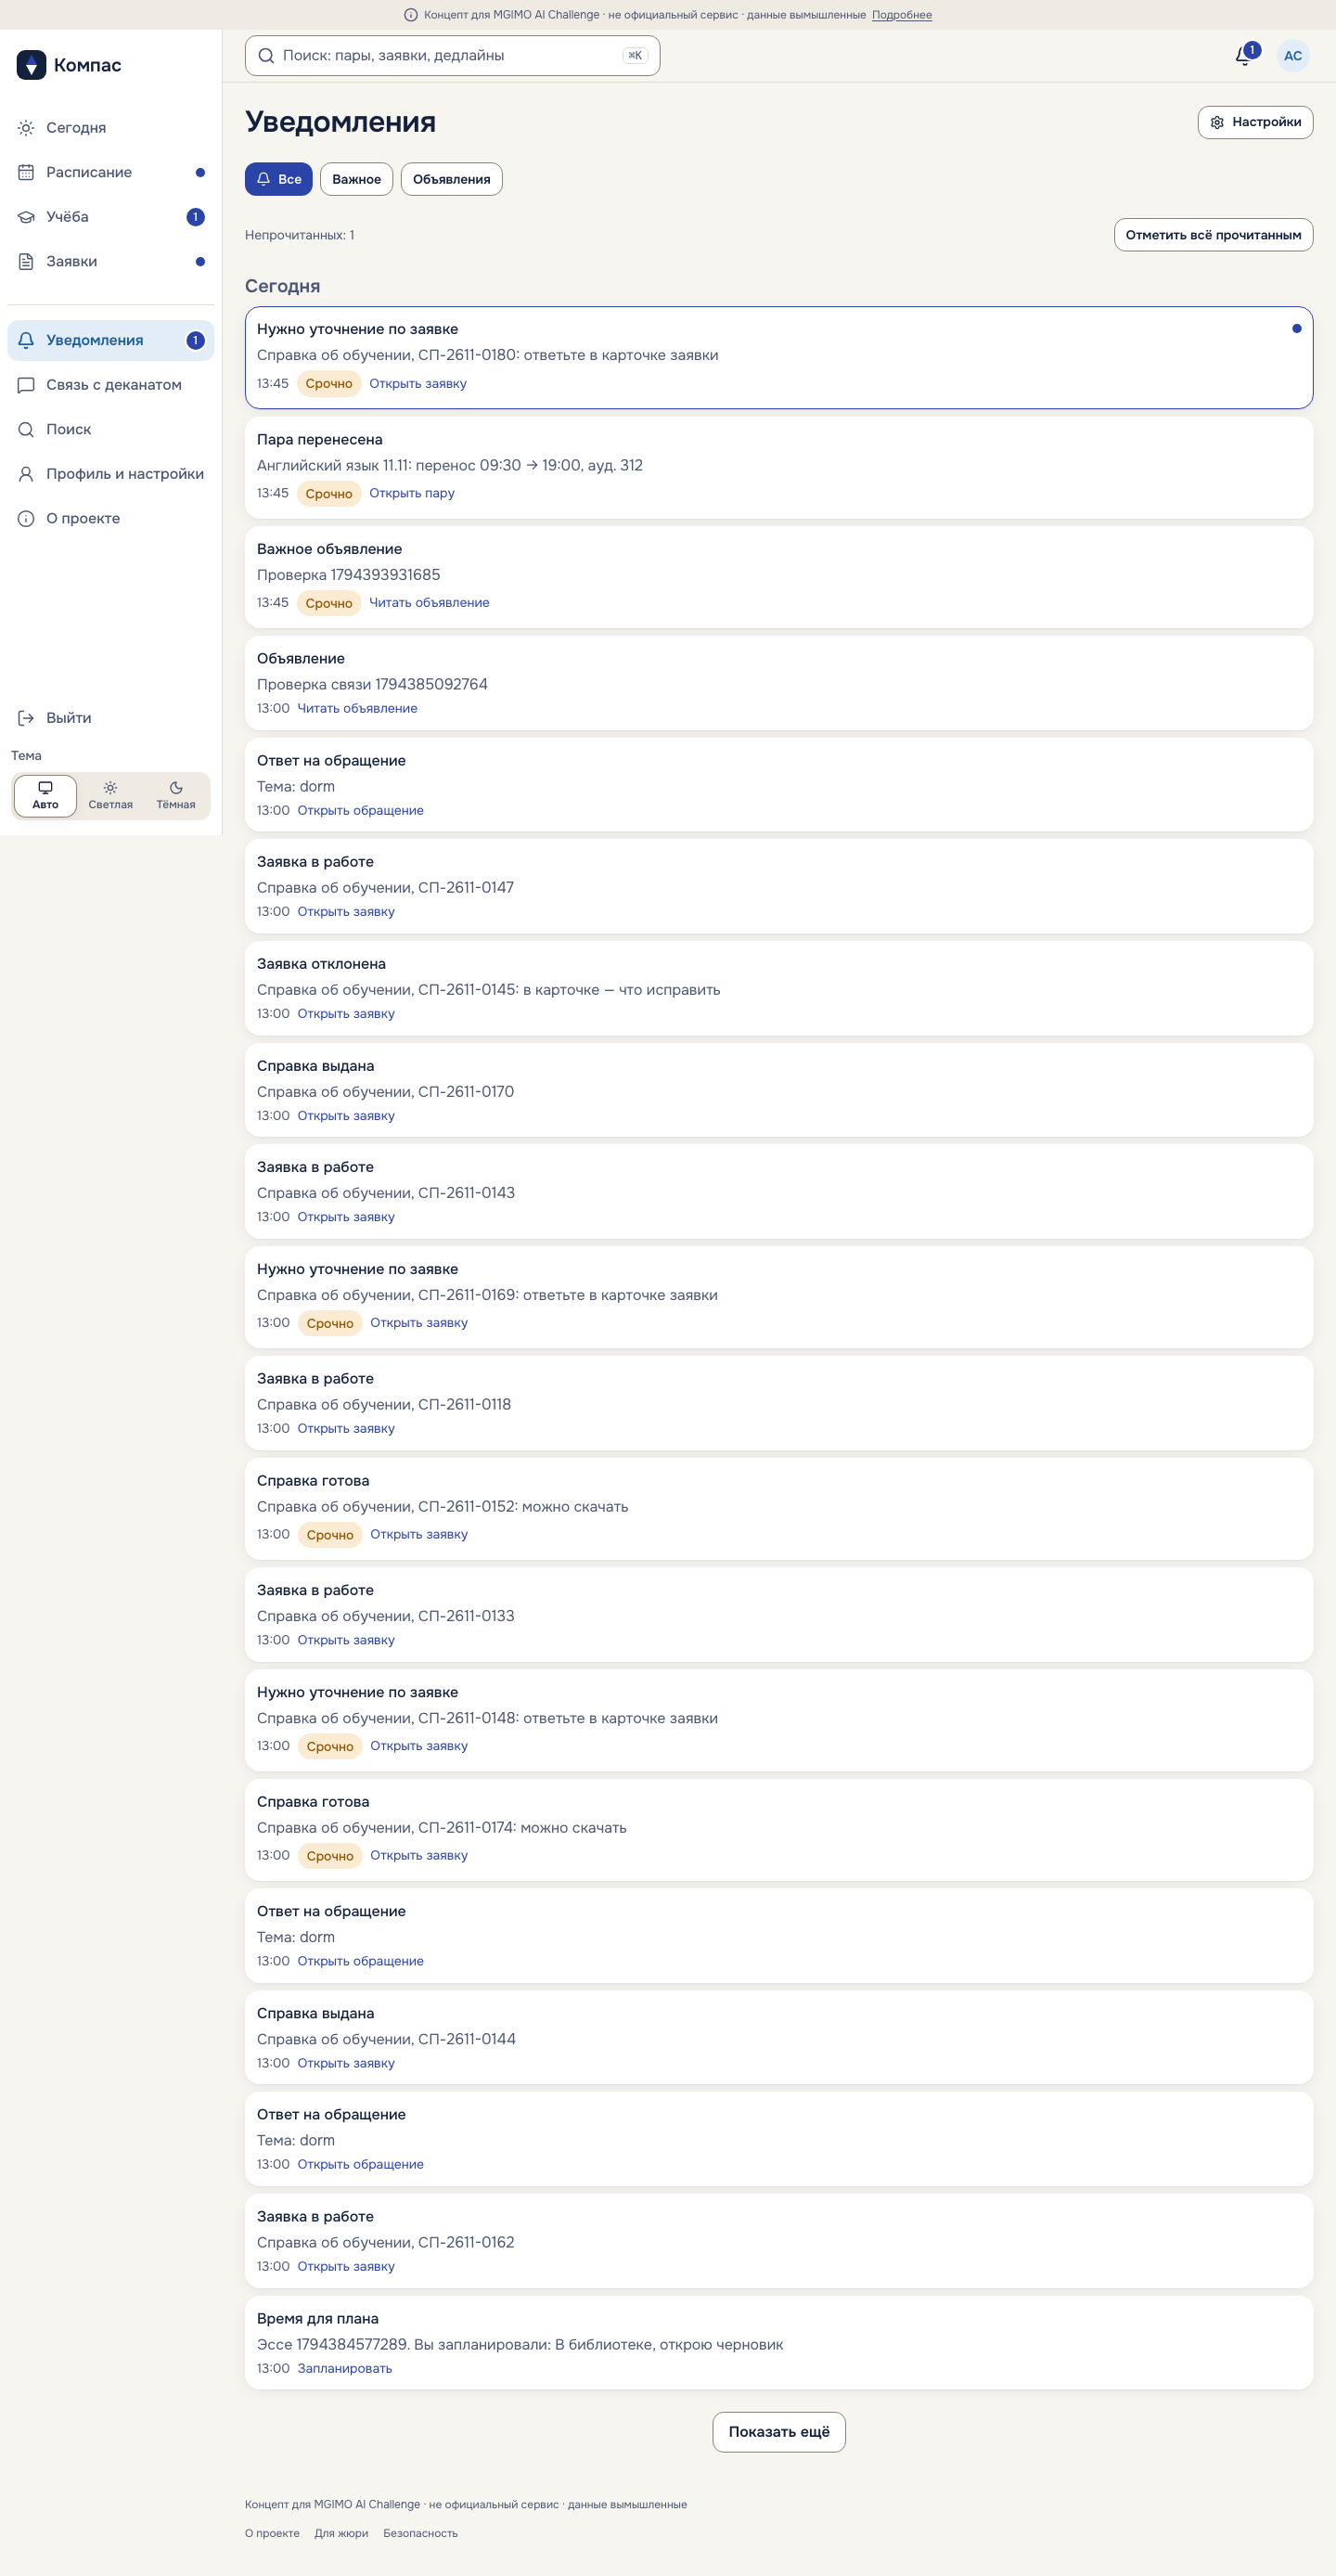 Концепт для MGIMO AI Challenge · не официальный сервис · данные вымышленные Подробнее
Компас
Поиск: пары, заявки, дедлайны ⌘K
1
АС
Сегодня
Расписание
Учёба 1
Заявки
Уведомления 1
Связь с деканатом
Поиск
Профиль и настройки
О проекте
Выйти
Тема
Авто Светлая Тёмная
Уведомления
Настройки
Все Важное Объявления
Непрочитанных: 1
Отметить всё прочитанным
Сегодня
Нужно уточнение по заявке
Справка об обучении, СП-2611-0180: ответьте в карточке заявки
13:45 Срочно Открыть заявку
Пара перенесена
Английский язык 11.11: перенос 09:30 → 19:00, ауд. 312
13:45 Срочно Открыть пару
Важное объявление
Проверка 1794393931685
13:45 Срочно Читать объявление
Объявление
Проверка связи 1794385092764
13:00 Читать объявление
Ответ на обращение
Тема: dorm
13:00 Открыть обращение
Заявка в работе
Справка об обучении, СП-2611-0147
13:00 Открыть заявку
Заявка отклонена
Справка об обучении, СП-2611-0145: в карточке — что исправить
13:00 Открыть заявку
Справка выдана
Справка об обучении, СП-2611-0170
13:00 Открыть заявку
Заявка в работе
Справка об обучении, СП-2611-0143
13:00 Открыть заявку
Нужно уточнение по заявке
Справка об обучении, СП-2611-0169: ответьте в карточке заявки
13:00 Срочно Открыть заявку
Заявка в работе
Справка об обучении, СП-2611-0118
13:00 Открыть заявку
Справка готова
Справка об обучении, СП-2611-0152: можно скачать
13:00 Срочно Открыть заявку
Заявка в работе
Справка об обучении, СП-2611-0133
13:00 Открыть заявку
Нужно уточнение по заявке
Справка об обучении, СП-2611-0148: ответьте в карточке заявки
13:00 Срочно Открыть заявку
Справка готова
Справка об обучении, СП-2611-0174: можно скачать
13:00 Срочно Открыть заявку
Ответ на обращение
Тема: dorm
13:00 Открыть обращение
Справка выдана
Справка об обучении, СП-2611-0144
13:00 Открыть заявку
Ответ на обращение
Тема: dorm
13:00 Открыть обращение
Заявка в работе
Справка об обучении, СП-2611-0162
13:00 Открыть заявку
Время для плана
Эссе 1794384577289. Вы запланировали: В библиотеке, открою черновик
13:00 Запланировать
Показать ещё
Концепт для MGIMO AI Challenge · не официальный сервис · данные вымышленные
О проекте Для жюри Безопасность